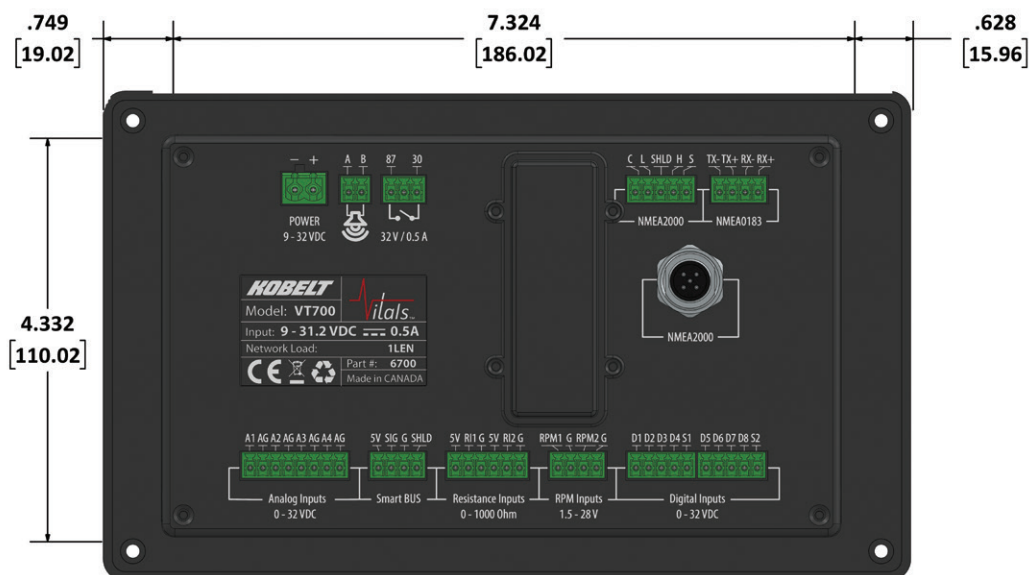 .749
[19.02]
7.324
[186.02]
.628
[15.96]
4.332
[110.02]
- +
A B
87 30
POWER
9 - 32 VDC
32 V / 0.5 A
C L SHLD H S
TX- TX+ RX- RX+
NMEA2000
NMEA0183
NMEA2000
KOBELT
Vitals™
Model: VT700
Input: 9 - 31.2 VDC 0.5A
Network Load: 1LEN
Part #: 6700
Made in CANADA
CE
A1 AG A2 AG A3 AG A4 AG
5V SIG G SHLD
5V RI1 G 5V RI2 G
RPM1 G RPM2 G
D1 D2 D3 D4 S1
D5 D6 D7 D8 S2
Analog Inputs
0 - 32 VDC
Smart BUS
Resistance Inputs
0 - 1000 Ohm
RPM Inputs
1.5 - 28 V
Digital Inputs
0 - 32 VDC